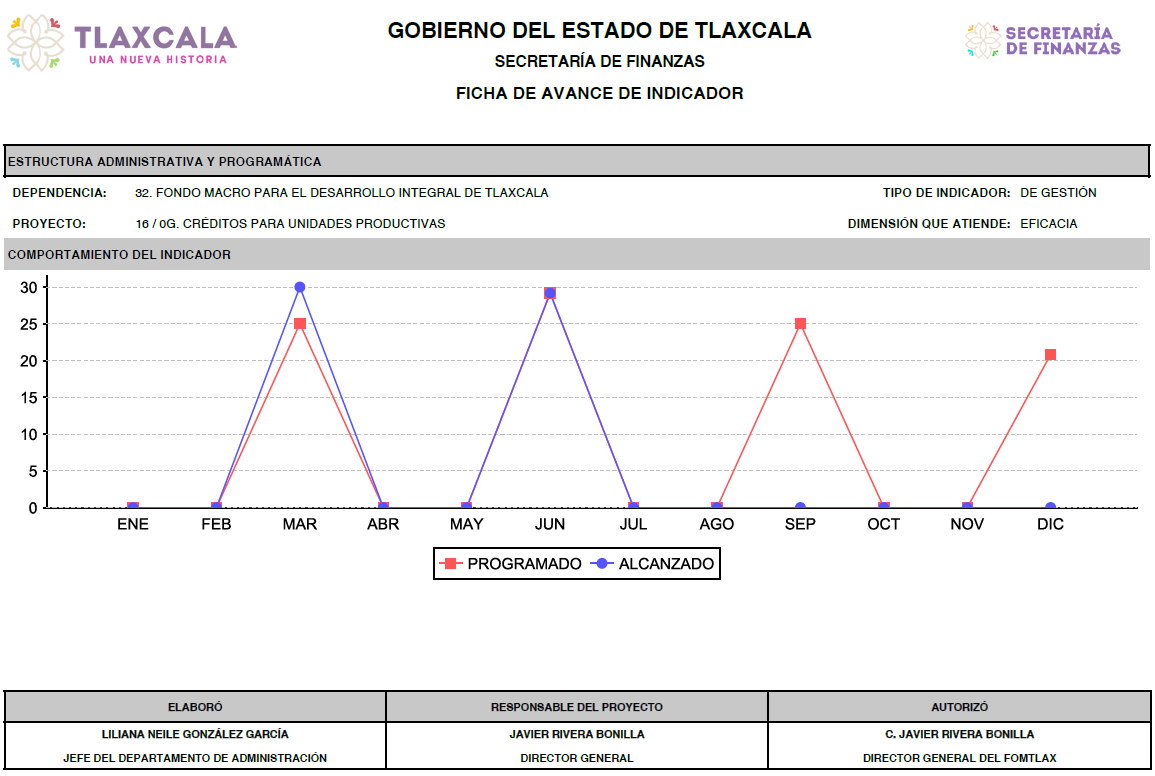 TLAXCALA
UNA NUEVA HISTORIA
GOBIERNO DEL ESTADO DE TLAXCALA
SECRETARÍA DE FINANZAS
FICHA DE AVANCE DE INDICADOR
SECRETARÍA
DE FINANZAS
ESTRUCTURA ADMINISTRATIVA Y PROGRAMÁTICA
DEPENDENCIA: 32. FONDO MACRO PARA EL DESARROLLO INTEGRAL DE TLAXCALA TIPO DE INDICADOR: DE GESTIÓN
PROYECTO: 16 / 0G. CRÉDITOS PARA UNIDADES PRODUCTIVAS DIMENSIÓN QUE ATIENDE: EFICACIA
COMPORTAMIENTO DEL INDICADOR
30
25
20
15
10
5
0
ENE FEB MAR ABR MAY JUN JUL AGO SEP OCT NOV DIC
PROGRAMADO ALCANZADO
ELABORÓ RESPONSABLE DEL PROYECTO AUTORIZÓ
LILIANA NEILE GONZÁLEZ GARCÍA JAVIER RIVERA BONILLA C. JAVIER RIVERA BONILLA
JEFE DEL DEPARTAMENTO DE ADMINISTRACIÓN DIRECTOR GENERAL DIRECTOR GENERAL DEL FOMTLAX